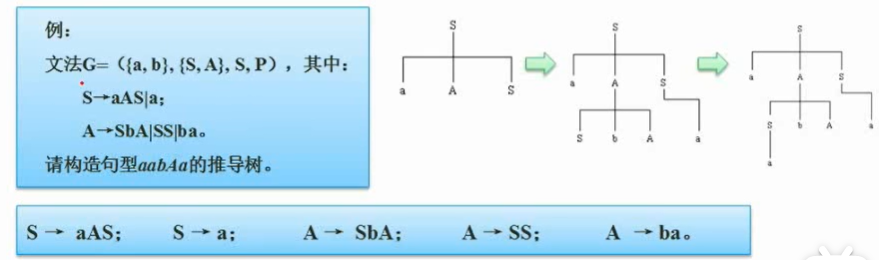 例:
文法G=({a, b}, {S, A}, S, P),其中:
S→aAS|a;
A→SbA|SS|ba。
请构造句型aabAa的推导树。
S
a A S
S
a A S
S b A a
S
a A S
S b A a
a
S → aAS; S → a; A → SbA; A → SS; A → ba。